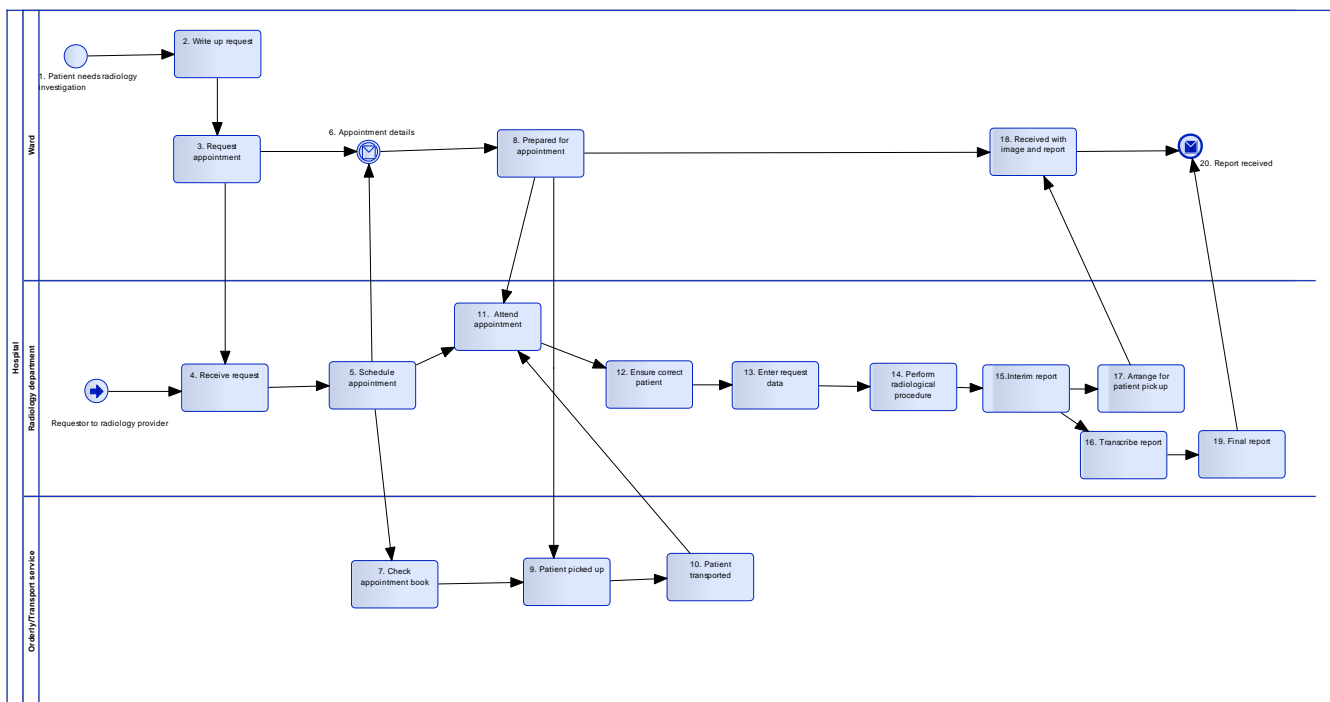 Hospital
Ward
1. Patient needs radiology
investigation
2. Write up request
3. Request
appointment
6. Appointment details
8. Prepared for
appointment
18. Received with
image and report
20. Report received
Radiology department
Requestor to radiology provider
4. Receive request
5. Schedule
appointment
11. Attend
appointment
12. Ensure correct
patient
13. Enter request
data
14. Perform
radiological
procedure
15.Interim report
17. Arrange for
patient pick up
16. Transcribe report
19. Final report
Orderly/Transport service
7. Check
appointment book
9. Patient picked up
10. Patient
transported